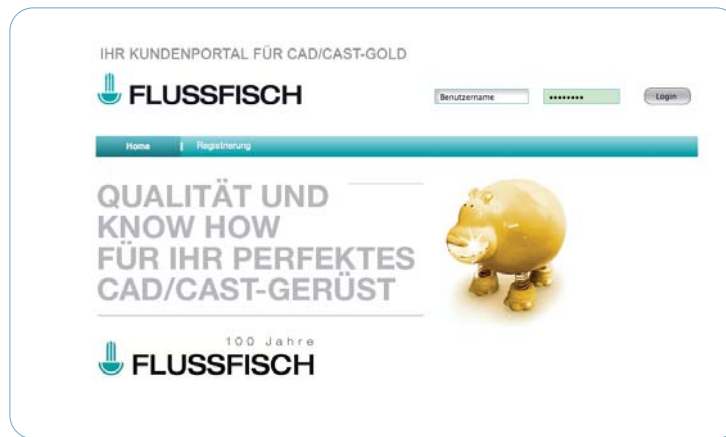 IHR KUNDENPORTAL FÜR CAD/CAST-GOLD
FLUSSFISCH
Benutzername
••••••••
Login
Home
Registrierung
QUALITÄT UND
KNOW HOW
FÜR IHR PERFEKTES
CAD/CAST-GERÜST
100 Jahre
FLUSSFISCH